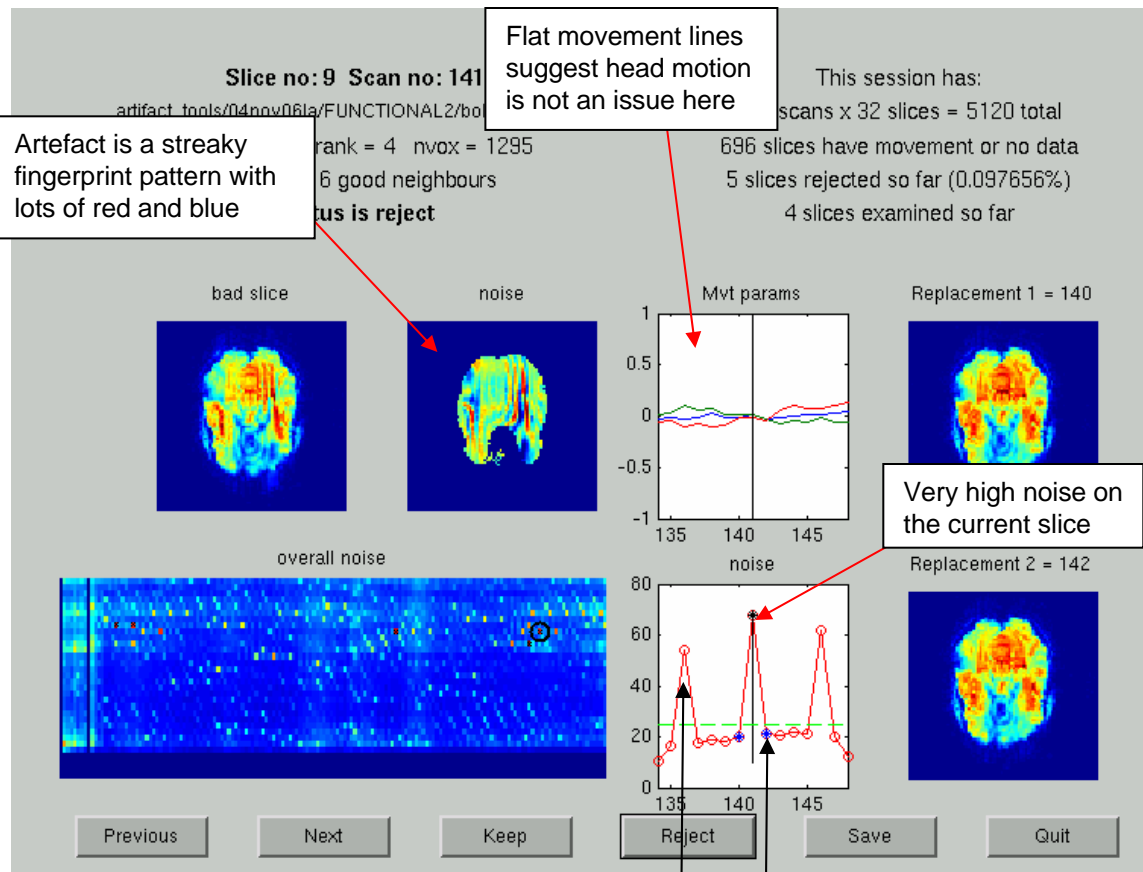 Flat movement lines
suggest head motion
is not an issue here
Slice no: 9 Scan no: 141
artifact_tools/04nov06la/FUNCTIONAL2/bol
rank = 4 nvox = 1295
6 good neighbours
tus is reject
This session has:
scans x 32 slices = 5120 total
696 slices have movement or no data
5 slices rejected so far (0.097656%)
4 slices examined so far
Artefact is a streaky
fingerprint pattern with
lots of red and blue
bad slice
noise
Mvt params
Replacement 1 = 140
1
0.5
0
-0.5
-1
135 140 145
Very high noise on
the current slice
overall noise
noise
Replacement 2 = 142
80
60
40
20
0
135 140 145
Previous
Next
Keep
Reject
Save
Quit